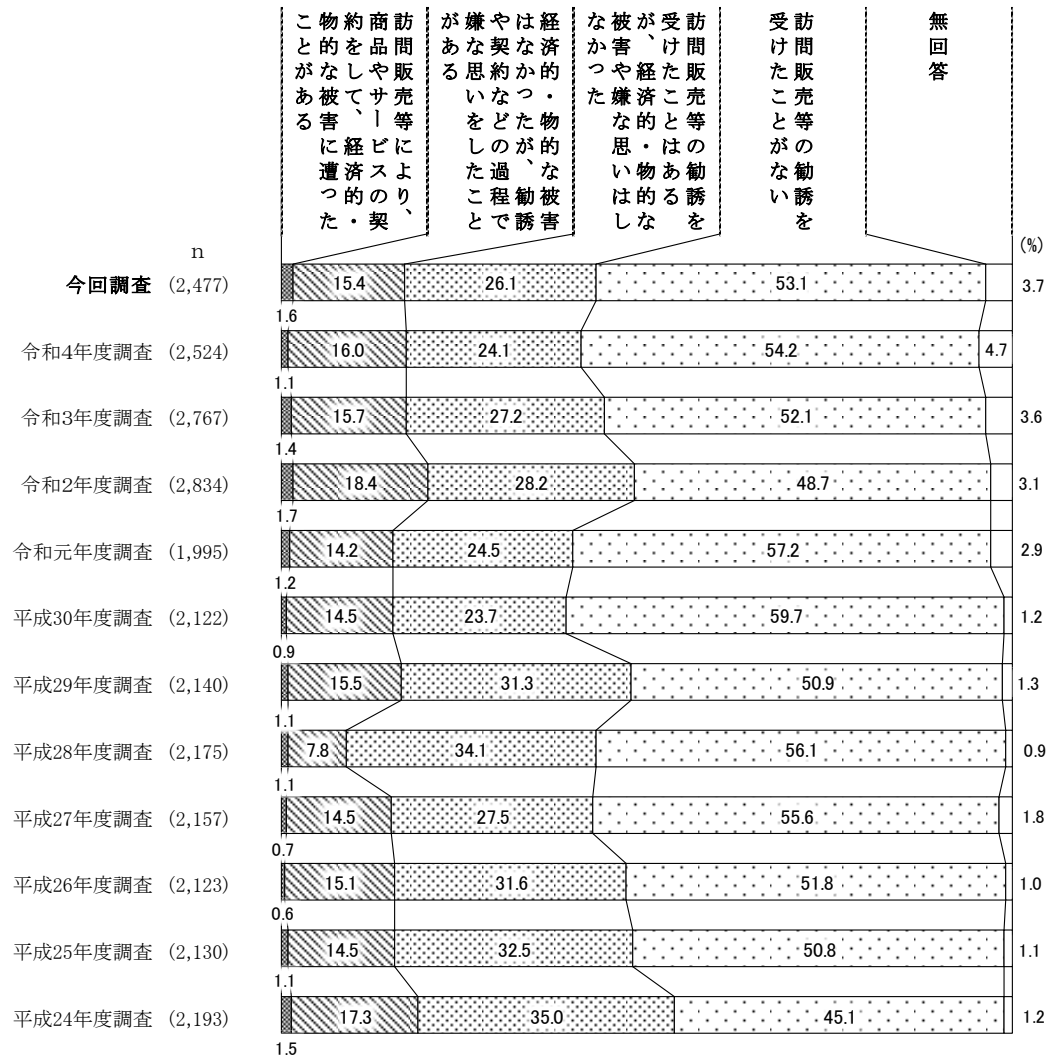 訪問販売等により、
商品やサービスの契
約をして、経済的・
物的な被害に遭った
ことがある
経済的・物的な被害
はなかったが、勧誘
や契約などの過程で
嫌な思いをしたこと
がある
訪問販売等の勧誘を
受けたことはある
が、経済的・物的な
被害や嫌な思いはし
なかった
訪問販売等の勧誘を
受けたことがない
無回答
(%)
n
今回調査 (2,477) 15.4 26.1 53.1 3.7
1.6
令和4年度調査 (2,524) 16.0 24.1 54.2 4.7
1.1
令和3年度調査 (2,767) 15.7 27.2 52.1 3.6
1.4
令和2年度調査 (2,834) 18.4 28.2 48.7 3.1
1.7
令和元年度調査 (1,995) 14.2 24.5 57.2 2.9
1.2
平成30年度調査 (2,122) 14.5 23.7 59.7 1.2
0.9
平成29年度調査 (2,140) 15.5 31.3 50.9 1.3
1.1
平成28年度調査 (2,175) 7.8 34.1 56.1 0.9
1.1
平成27年度調査 (2,157) 14.5 27.5 55.6 1.8
0.7
平成26年度調査 (2,123) 15.1 31.6 51.8 1.0
0.6
平成25年度調査 (2,130) 14.5 32.5 50.8 1.1
1.1
平成24年度調査 (2,193) 17.3 35.0 45.1 1.2
1.5